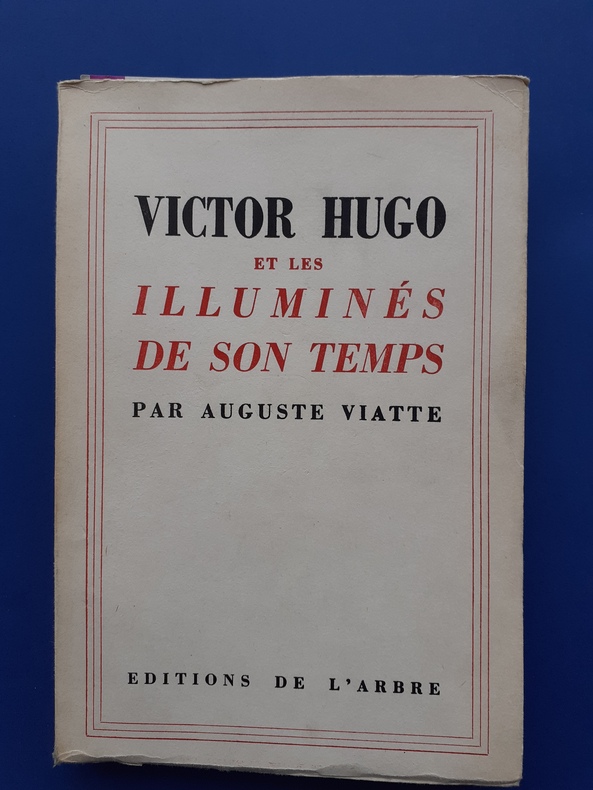 VICTOR HUGO
ET LES
ILLUMINÉS
DE SON TEMPS
PAR AUGUSTE VIATTE
EDITIONS DE L'ARBRE